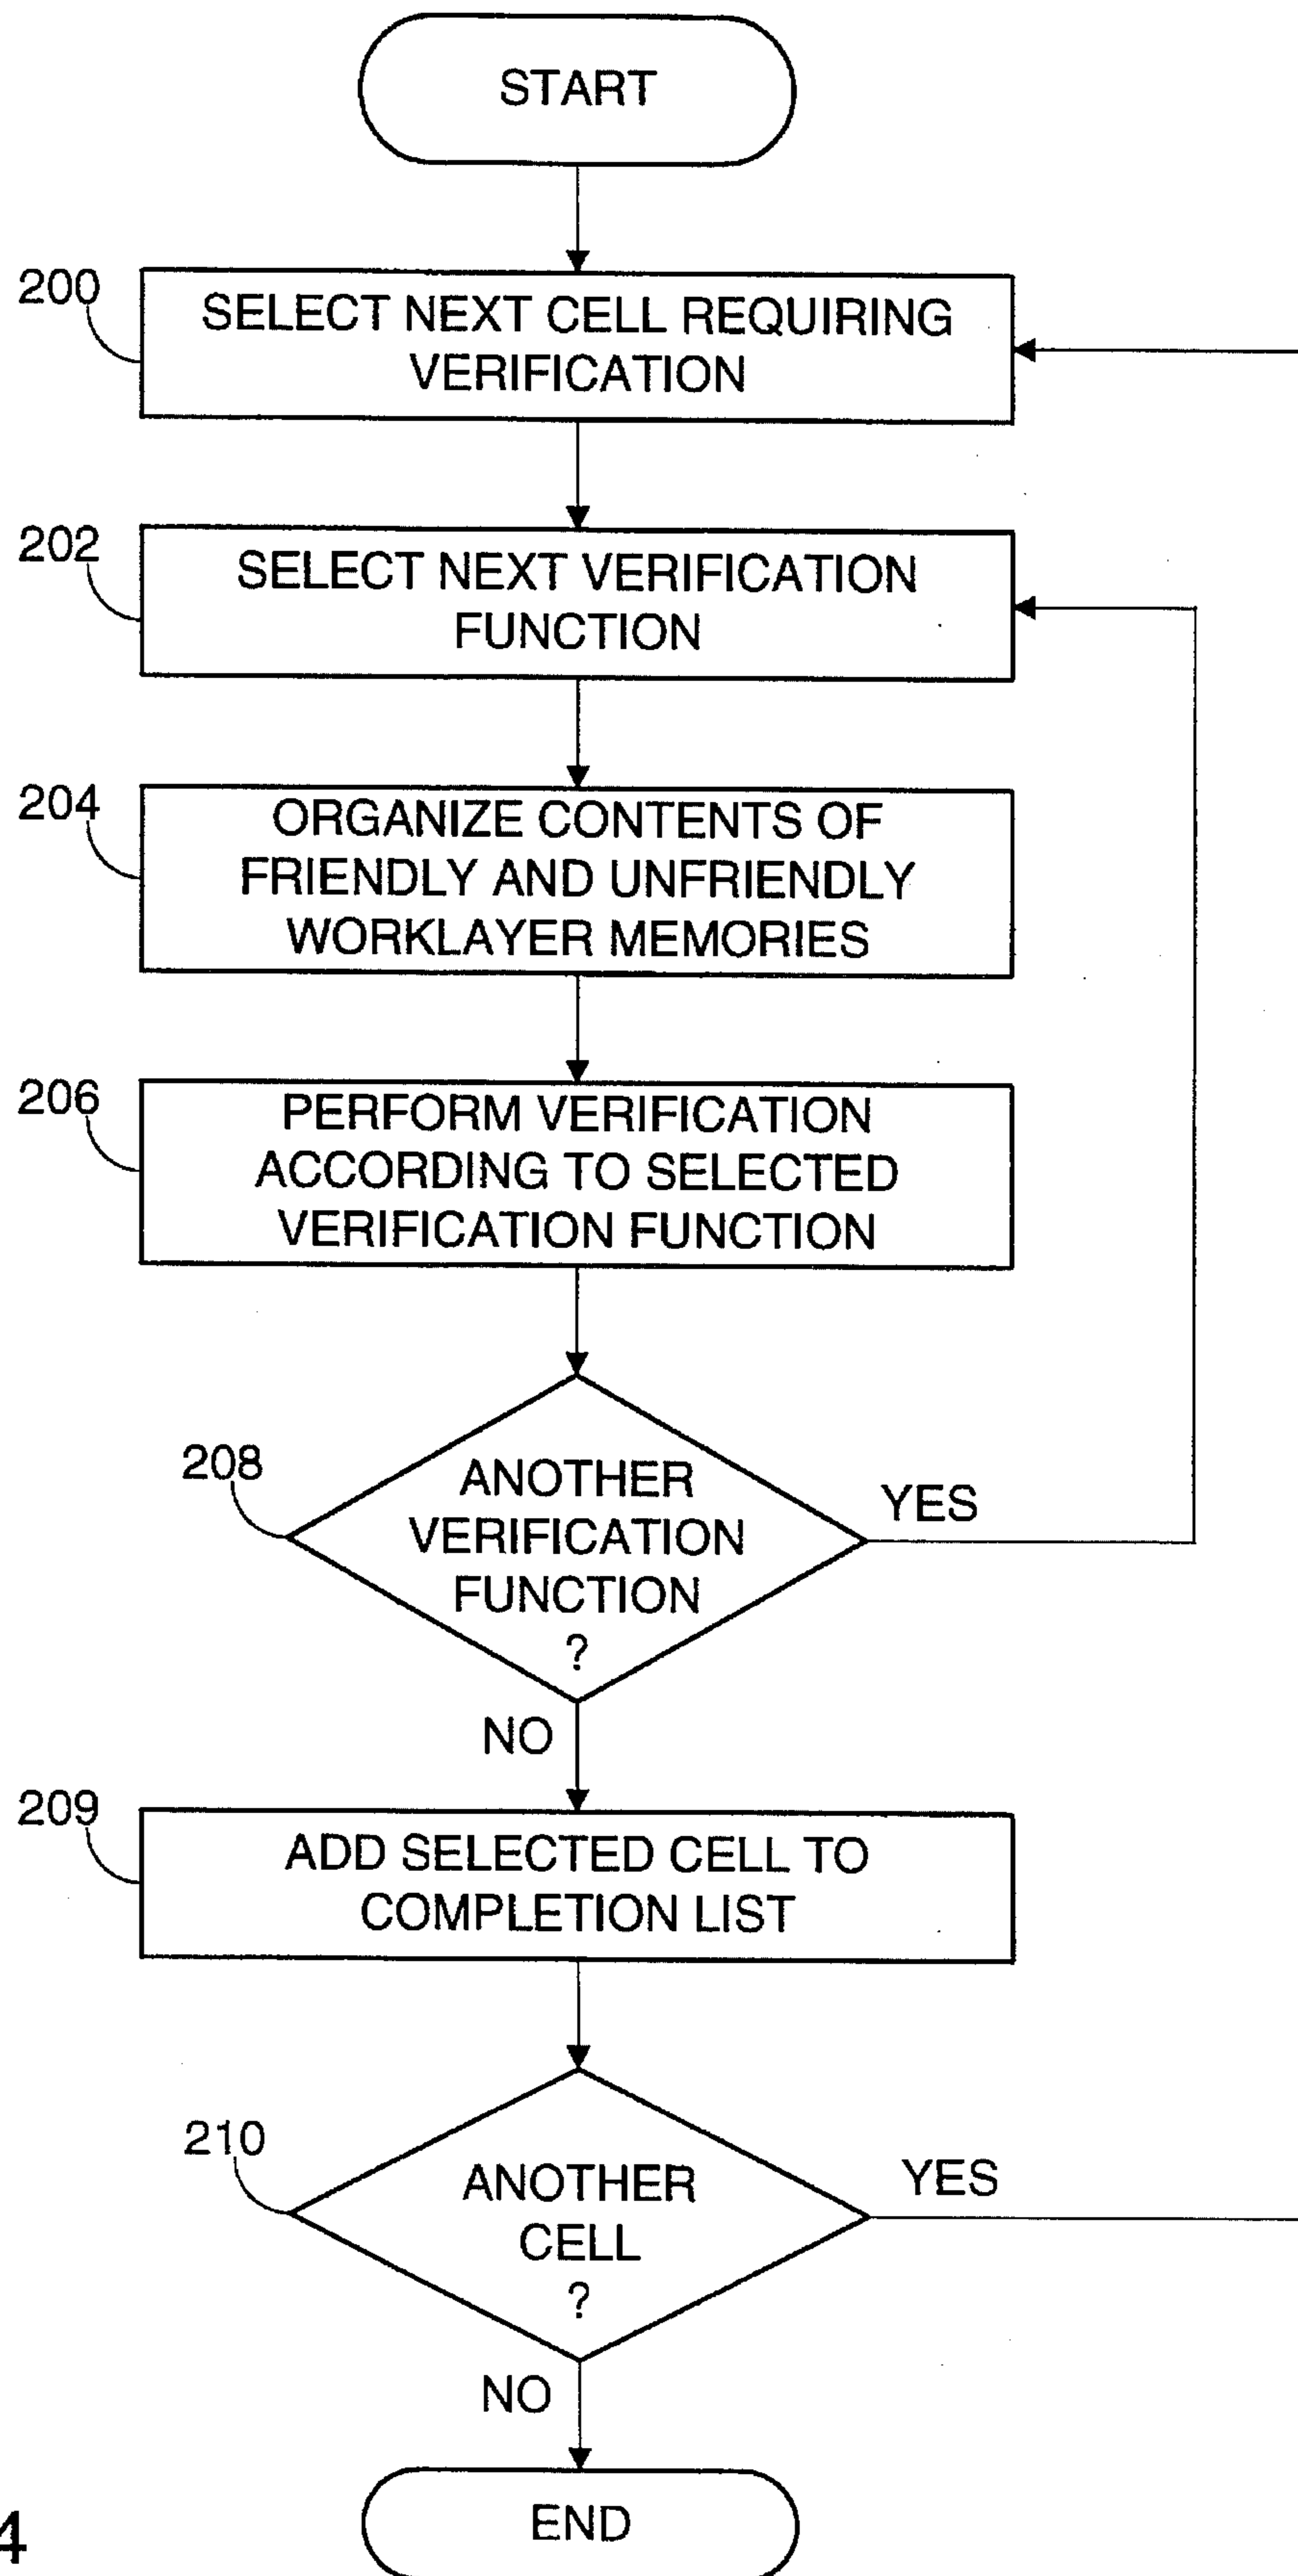 START
200
SELECT NEXT CELL REQUIRING
VERIFICATION
202
SELECT NEXT VERIFICATION
FUNCTION
204
ORGANIZE CONTENTS OF
FRIENDLY AND UNFRIENDLY
WORKLAYER MEMORIES
206
PERFORM VERIFICATION
ACCORDING TO SELECTED
VERIFICATION FUNCTION
208
ANOTHER
VERIFICATION
FUNCTION
?
YES
NO
209
ADD SELECTED CELL TO
COMPLETION LIST
210
ANOTHER
CELL
?
YES
NO
END
4